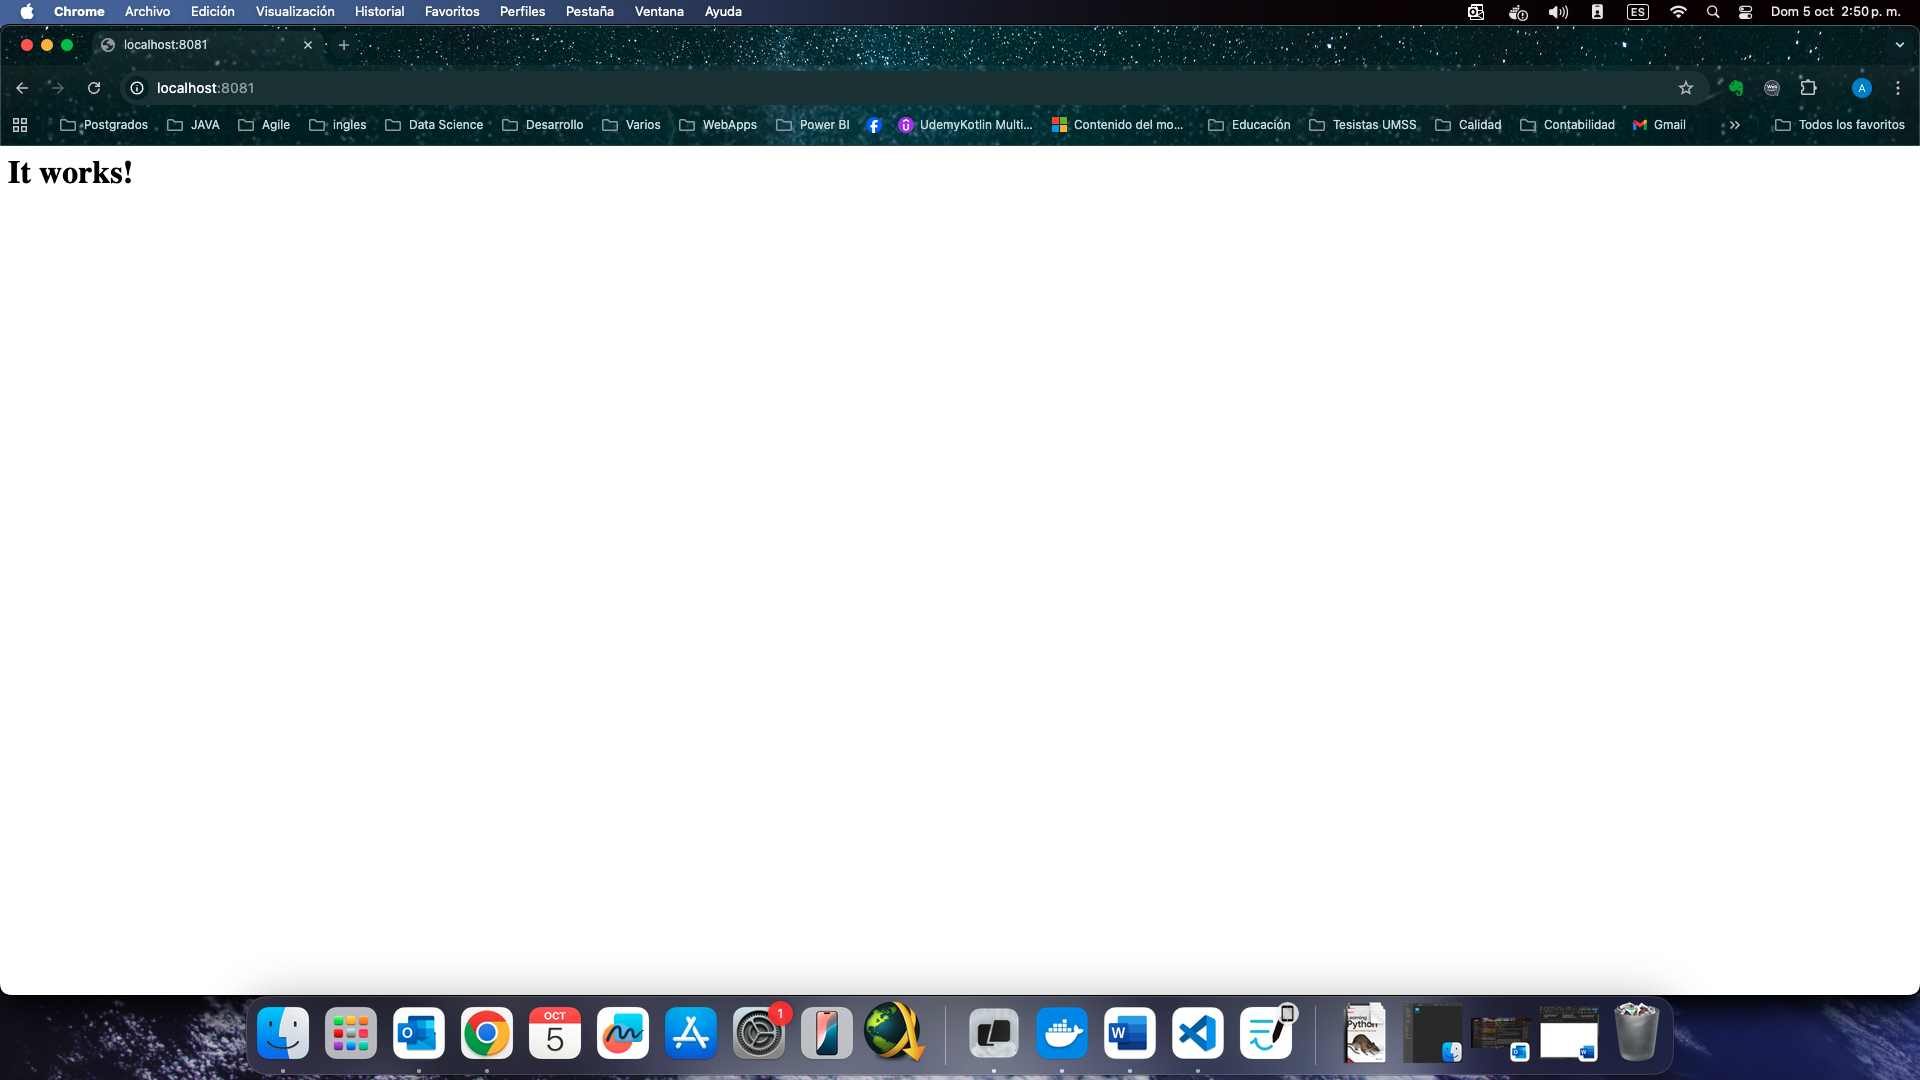 Chrome Archivo Edición Visualización Historial Favoritos Perfiles Pestaña Ventana Ayuda ES Dom 5 oct 2:50 p. m.
localhost:8081
localhost:8081 A
Postgrados JAVA Agile ingles Data Science Desarrollo Varios WebApps Power BI UdemyKotlin Multi... Contenido del mo... Educación Tesistas UMSS Calidad Contabilidad Gmail Todos los favoritos
It works!
OCT 1
5
Python